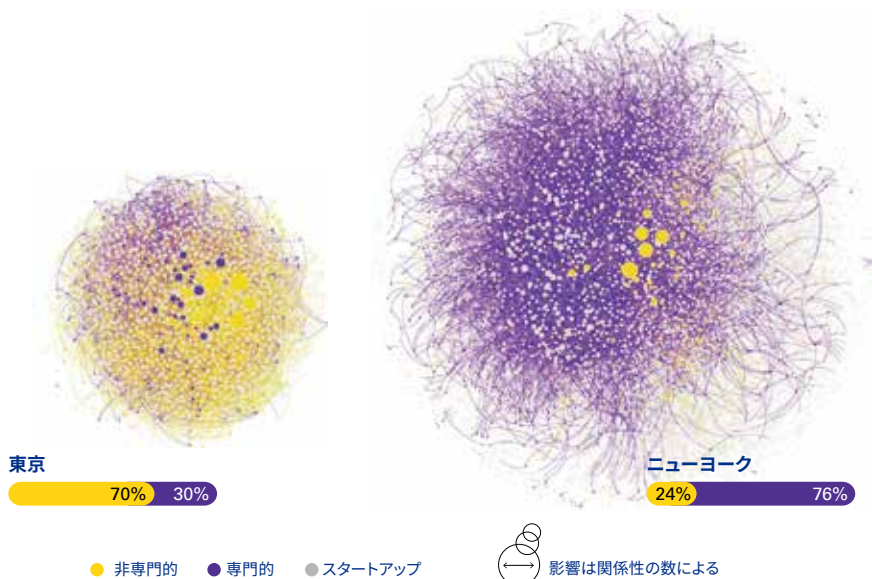 東京
70% 30%
ニューヨーク
24% 76%
非専門的 専門的 スタートアップ 影響は関係性の数による